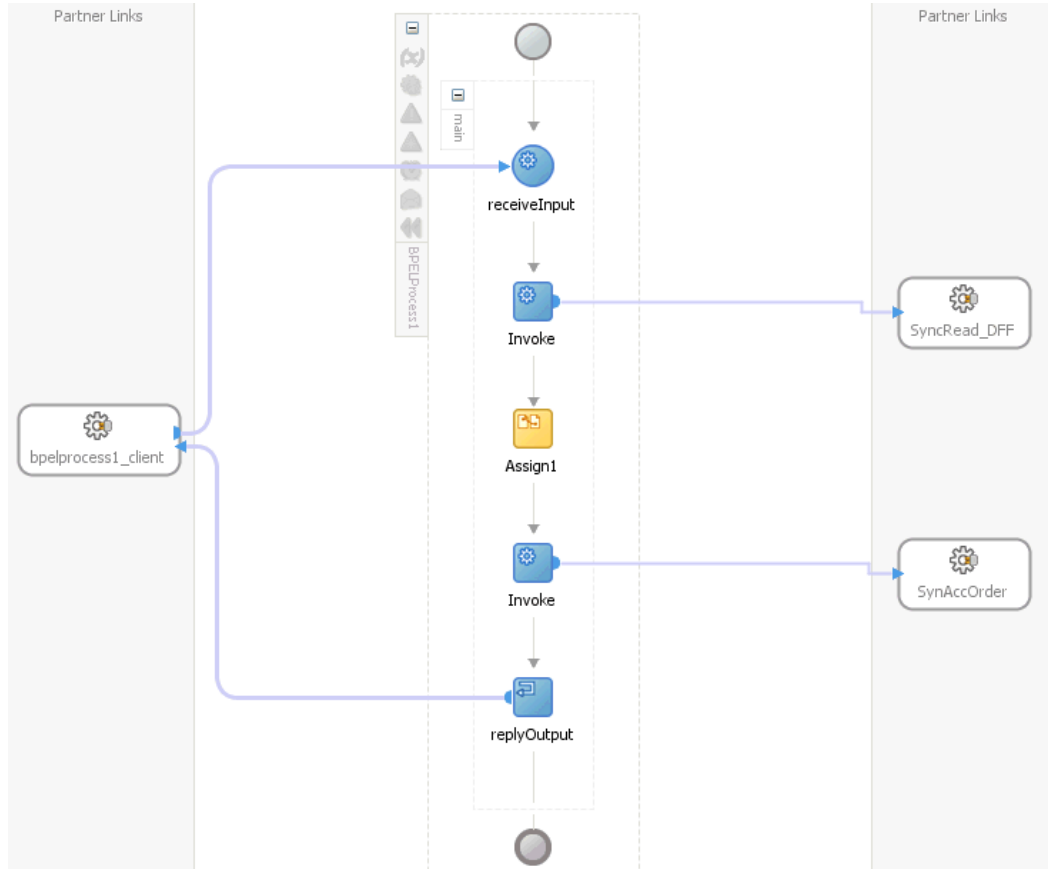 Partner Links
Partner Links
main
receiveInput
BPELProcess1
Invoke
SyncRead_DFF
bpelprocess1_client
Assign1
Invoke
SynAccOrder
replyOutput